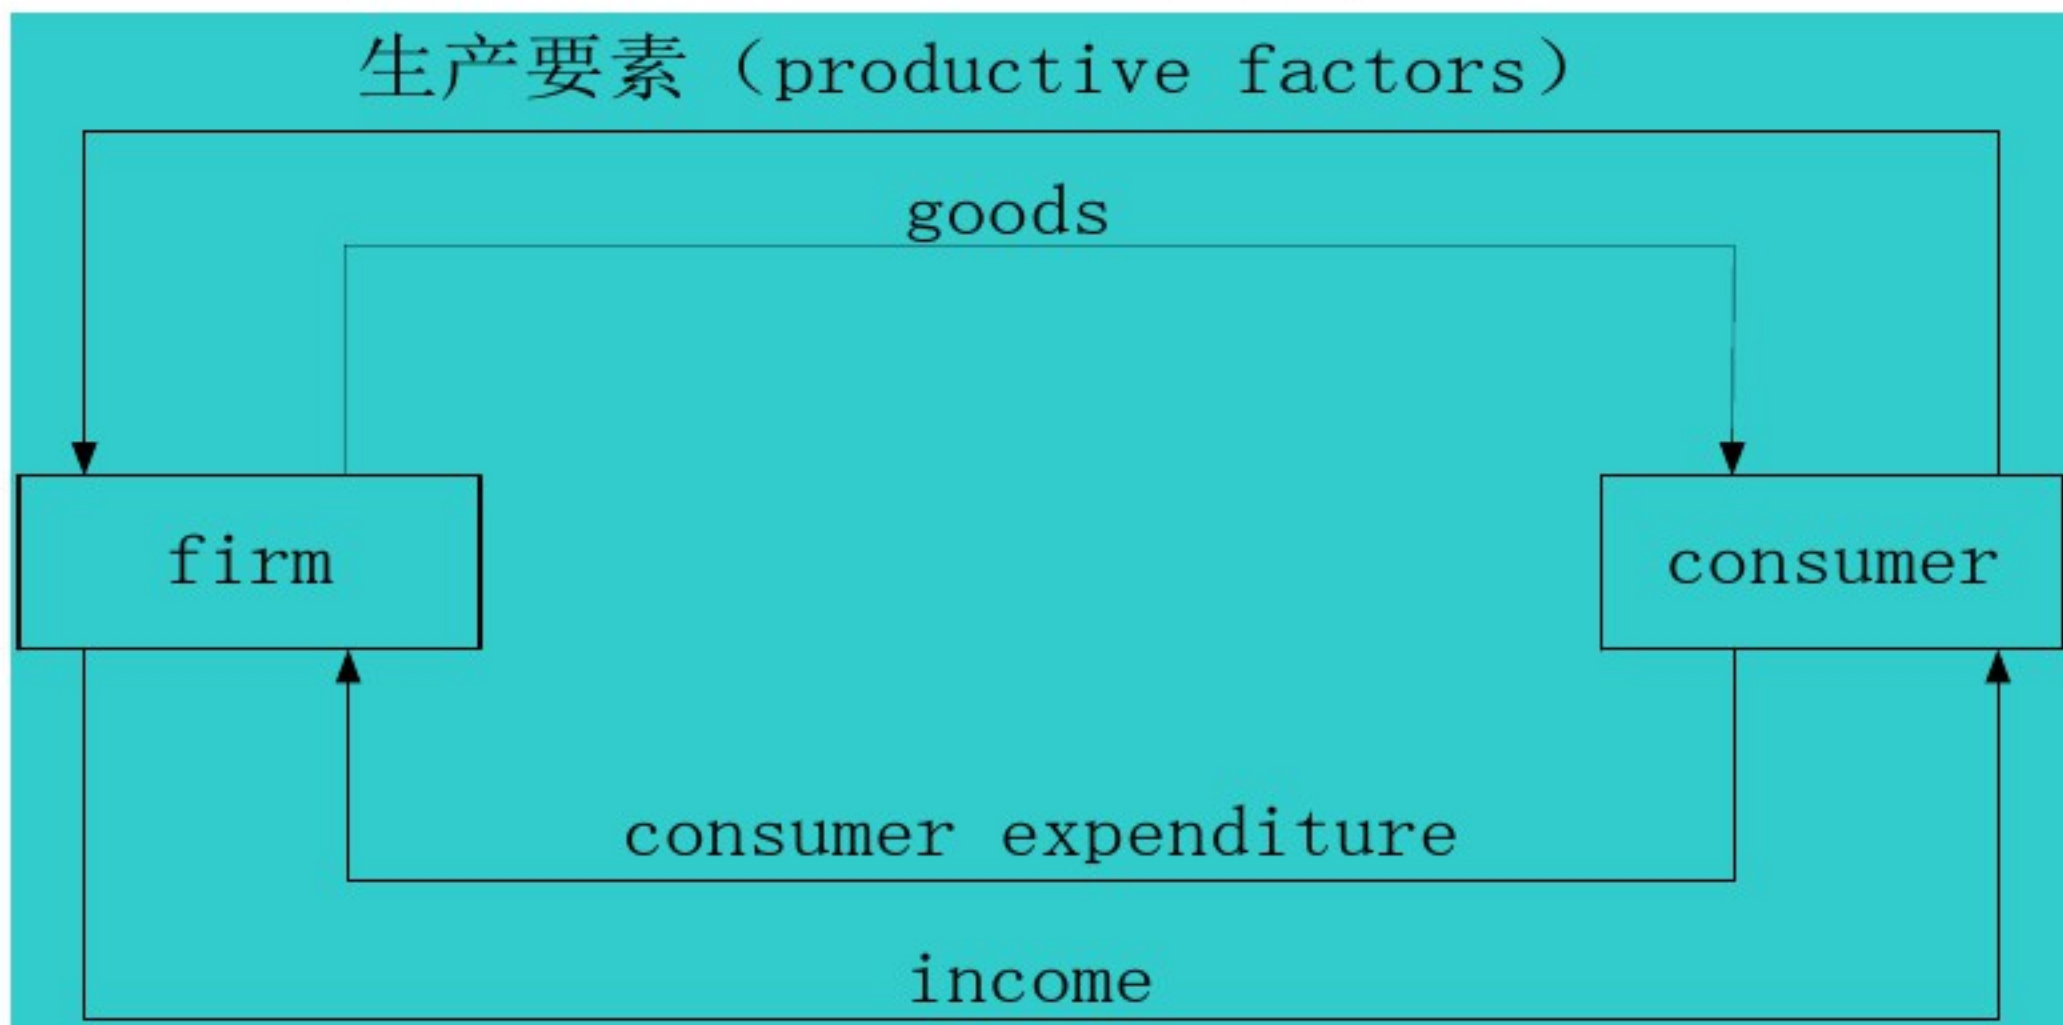 生产要素（productive factors）
goods
firm
consumer
consumer expenditure
income